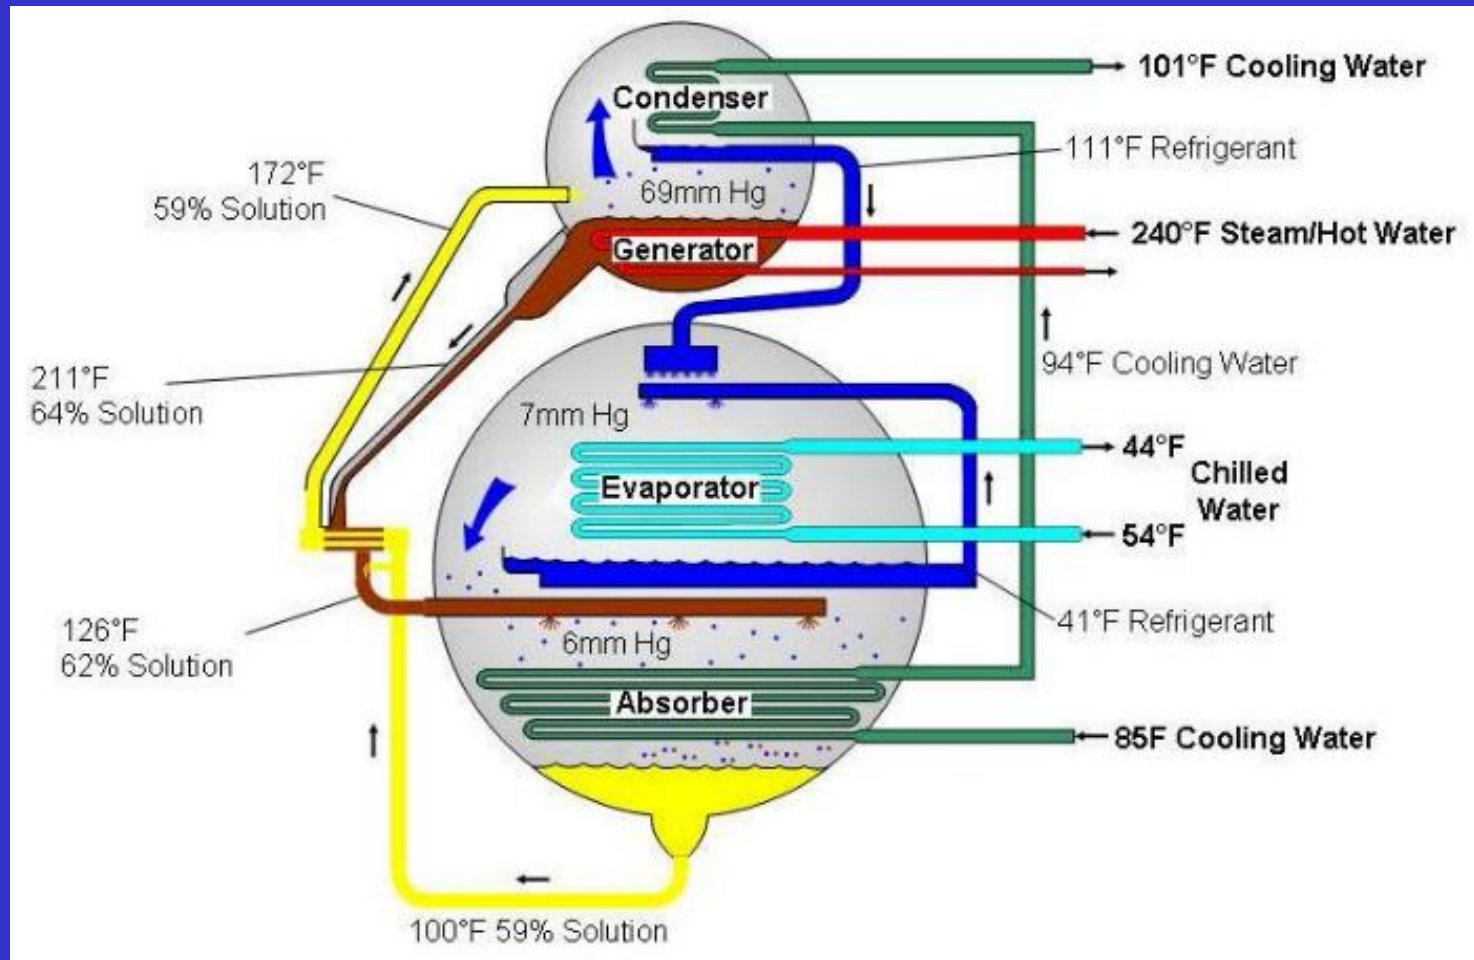 Condenser
101°F Cooling Water
111°F Refrigerant
172°F
59% Solution
69mm Hg
240°F Steam/Hot Water
Generator
94°F Cooling Water
211°F
64% Solution
7mm Hg
44°F
Chilled
Water
Evaporator
54°F
126°F
62% Solution
41°F Refrigerant
6mm Hg
Absorber
85F Cooling Water
100°F 59% Solution